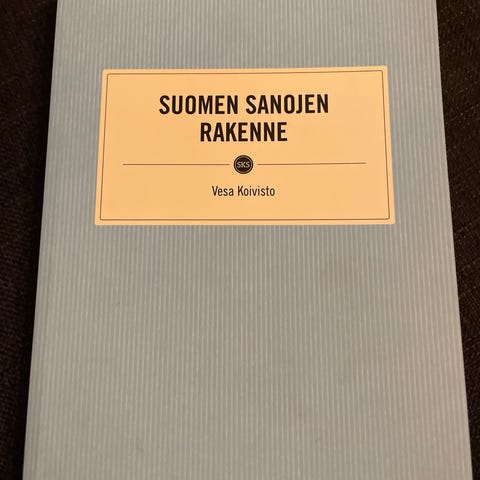 SUOMEN SANOJEN
RAKENNE
SKS
Vesa Koivisto